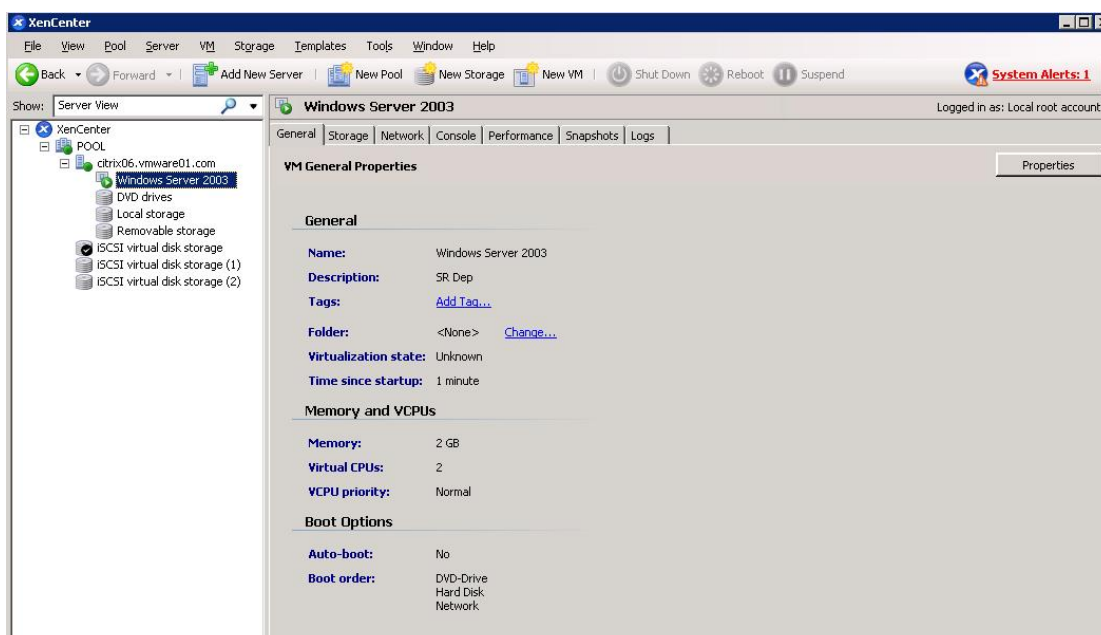 XenCenter
File View Pool Server VM Storage Templates Tools Window Help
Back Forward Add New Server New Pool New Storage New VM Shut Down Reboot Suspend System Alerts: 1
Show: Server View
Windows Server 2003 Logged in as: Local root account
XenCenter
POOL
citrix06.vmware01.com
Windows Server 2003
DVD drives
Local storage
Removable storage
iSCSI virtual disk storage
iSCSI virtual disk storage (1)
iSCSI virtual disk storage (2)
General Storage Network Console Performance Snapshots Logs
VM General Properties Properties
General
Name: Windows Server 2003
Description: SR Dep
Tags: Add Tag...
Folder: <None> Change...
Virtualization state: Unknown
Time since startup: 1 minute
Memory and VCPUs
Memory: 2 GB
Virtual CPUs: 2
VCPU priority: Normal
Boot Options
Auto-boot: No
Boot order: DVD-Drive
Hard Disk
Network